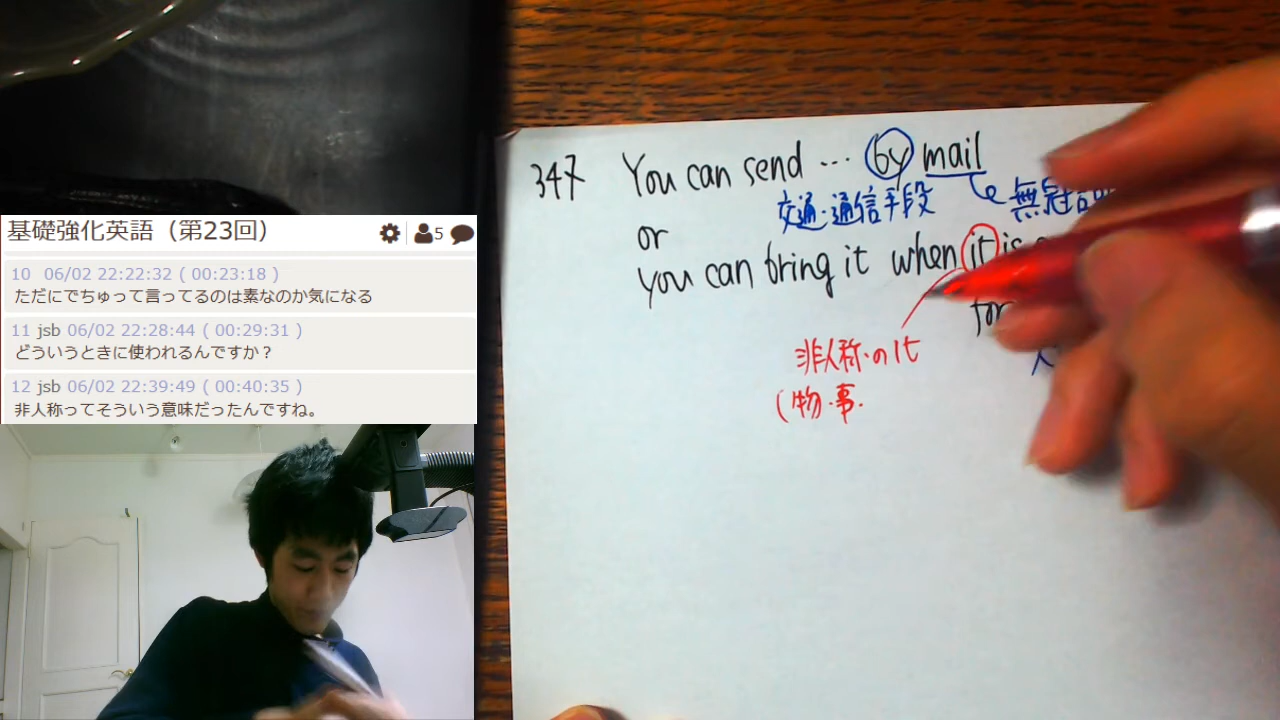 基礎強化英語（第23回）
5
10 06/02 22:22:32 ( 00:23:18 )
ただにでちゅって言ってるのは素なのか気になる
11 jsb 06/02 22:28:44 ( 00:29:31 )
どういうときに使われるんですか？
12 jsb 06/02 22:39:49 ( 00:40:35 )
非人称ってそういう意味だったんですね。
347 You can send … by mail
交通・通信手段 無冠
or
you can bring it when it is
for
非人称のit
(物・事・